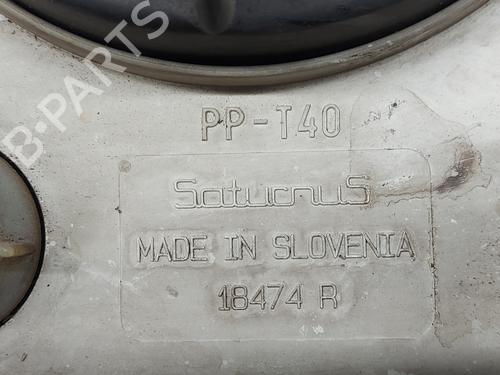 PP-T40
SaturnuS
MADE IN SLOVENIA
18474 R
B-PARTS